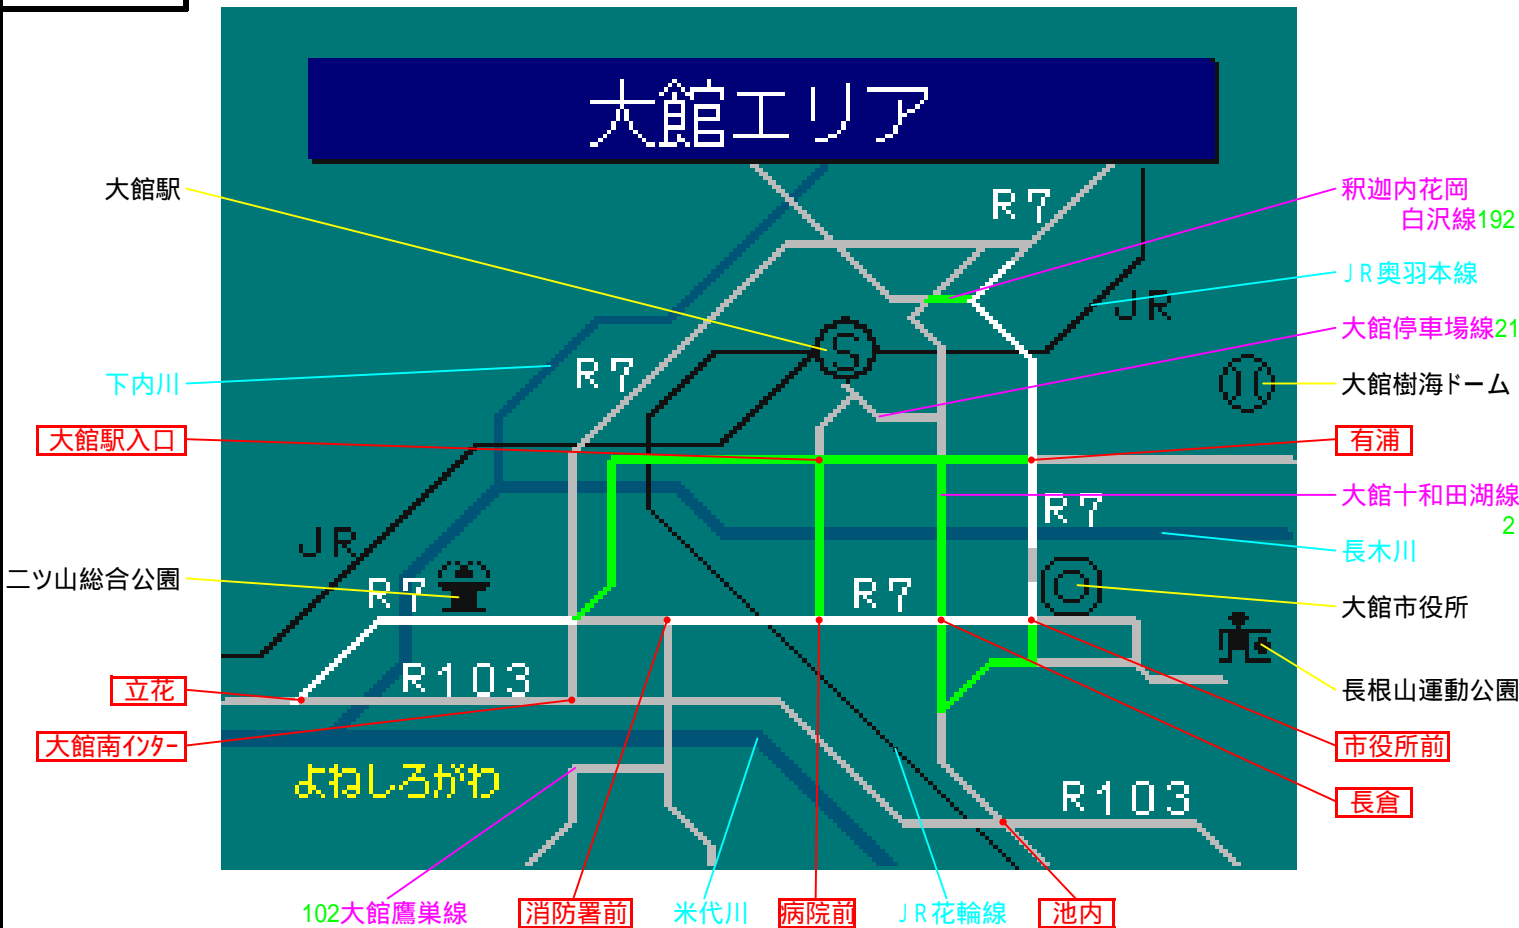 大館エリア
大館駅
釈迦内花岡
白沢線192
R7
JR奥羽本線
JR
大館停車場線21
R7
下内川
大館樹海ドーム
大館駅入口
有浦
大館十和田湖線
2
R7
JR
長木川
二ツ山総合公園
R7
R7
大館市役所
R103
立花
長根山運動公園
大館南インター
市役所前
よねしろがわ
R103
長倉
102大館鷹巣線
消防署前
米代川
病院前
JR花輪線
池内
S